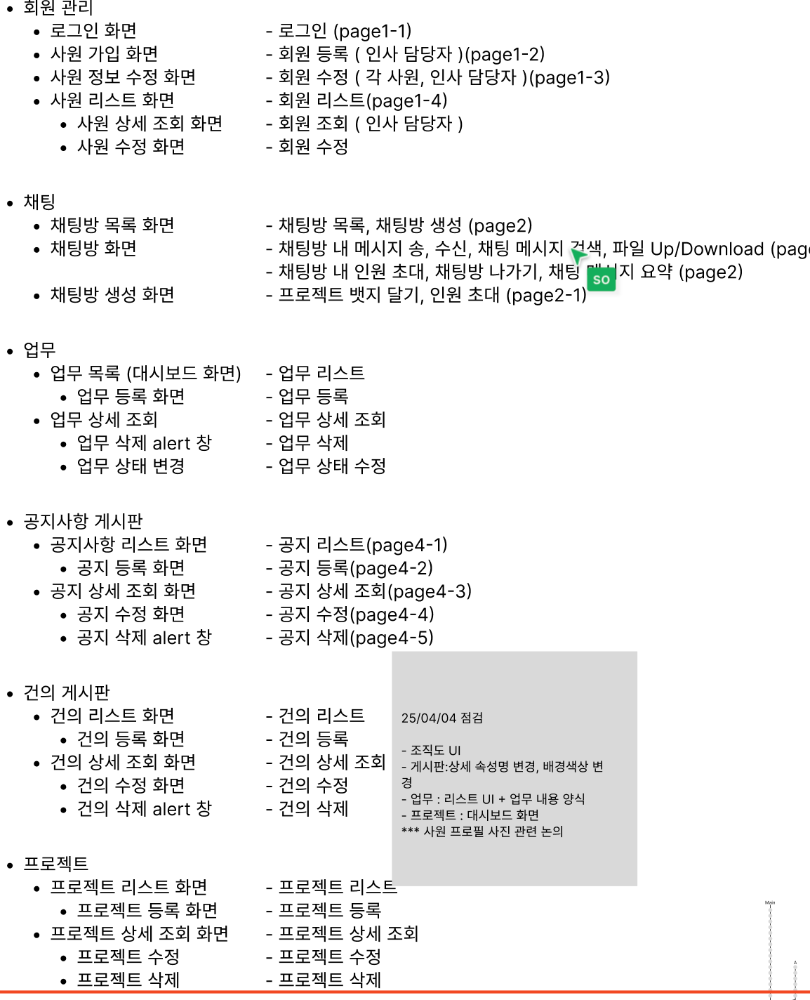 • 회원 관리
• 로그인 화면 - 로그인 (page1-1)
• 사원 가입 화면 - 회원 등록 ( 인사 담당자 )(page1-2)
• 사원 정보 수정 화면 - 회원 수정 ( 각 사원, 인사 담당자 )(page1-3)
• 사원 리스트 화면 - 회원 리스트(page1-4)
• 사원 상세 조회 화면 - 회원 조회 ( 인사 담당자 )
• 사원 수정 화면 - 회원 수정
• 채팅
• 채팅방 목록 화면 - 채팅방 목록, 채팅방 생성 (page2)
• 채팅방 화면 - 채팅방 내 메시지 송, 수신, 채팅 메시지 검색, 파일 Up/Download (page
- 채팅방 내 인원 초대, 채팅방 나가기, 채팅 메시지 요약 (page2)
so
• 채팅방 생성 화면 - 프로젝트 뱃지 달기, 인원 초대 (page2-1)
• 업무
• 업무 목록 (대시보드 화면) - 업무 리스트
• 업무 등록 화면 - 업무 등록
• 업무 상세 조회 - 업무 상세 조회
• 업무 삭제 alert 창 - 업무 삭제
• 업무 상태 변경 - 업무 상태 수정
• 공지사항 게시판
• 공지사항 리스트 화면 - 공지 리스트(page4-1)
• 공지 등록 화면 - 공지 등록(page4-2)
• 공지 상세 조회 화면 - 공지 상세 조회(page4-3)
• 공지 수정 화면 - 공지 수정(page4-4)
• 공지 삭제 alert 창 - 공지 삭제(page4-5)
• 건의 게시판
• 건의 리스트 화면 - 건의 리스트
• 건의 등록 화면 - 건의 등록
• 건의 상세 조회 화면 - 건의 상세 조회
• 건의 수정 화면 - 건의 수정
• 건의 삭제 alert 창 - 건의 삭제
25/04/04 점검
- 조직도 UI
- 게시판:상세 속성명 변경, 배경색상 변
경
- 업무 : 리스트 UI + 업무 내용 양식
- 프로젝트 : 대시보드 화면
*** 사원 프로필 사진 관련 논의
• 프로젝트
• 프로젝트 리스트 화면 - 프로젝트 리스트
• 프로젝트 등록 화면 - 프로젝트 등록
• 프로젝트 상세 조회 화면 - 프로젝트 상세 조회
• 프로젝트 수정 - 프로젝트 수정
• 프로젝트 삭제 - 프로젝트 삭제
Main
A